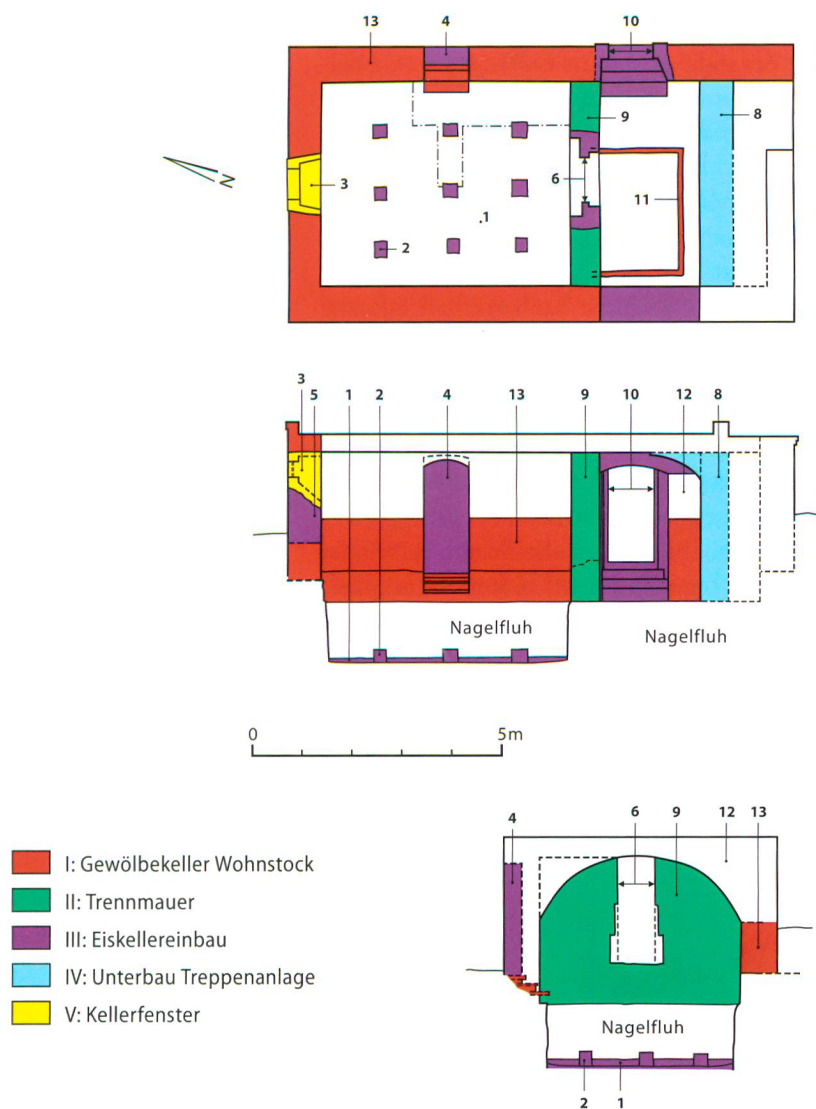 13 4 10
9 8
3 6 11
1
2
N
3 5 1 2 4 13 9 10 12 8
Nagelfluh Nagelfluh
0 5m
4 6 9 12 13
I: Gewölbekeller Wohnstock
II: Trennmauer
III: Eiskellereinbau
IV: Unterbau Treppenanlage
V: Kellerfenster
Nagelfluh
2 1